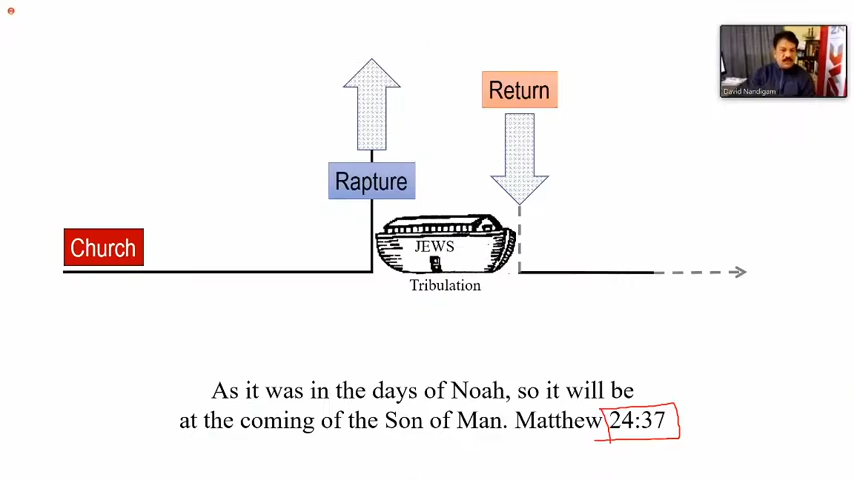 Return
David Nandigam
Rapture
Church
JEWS
Tribulation
As it was in the days of Noah, so it will be
at the coming of the Son of Man. Matthew 24:37